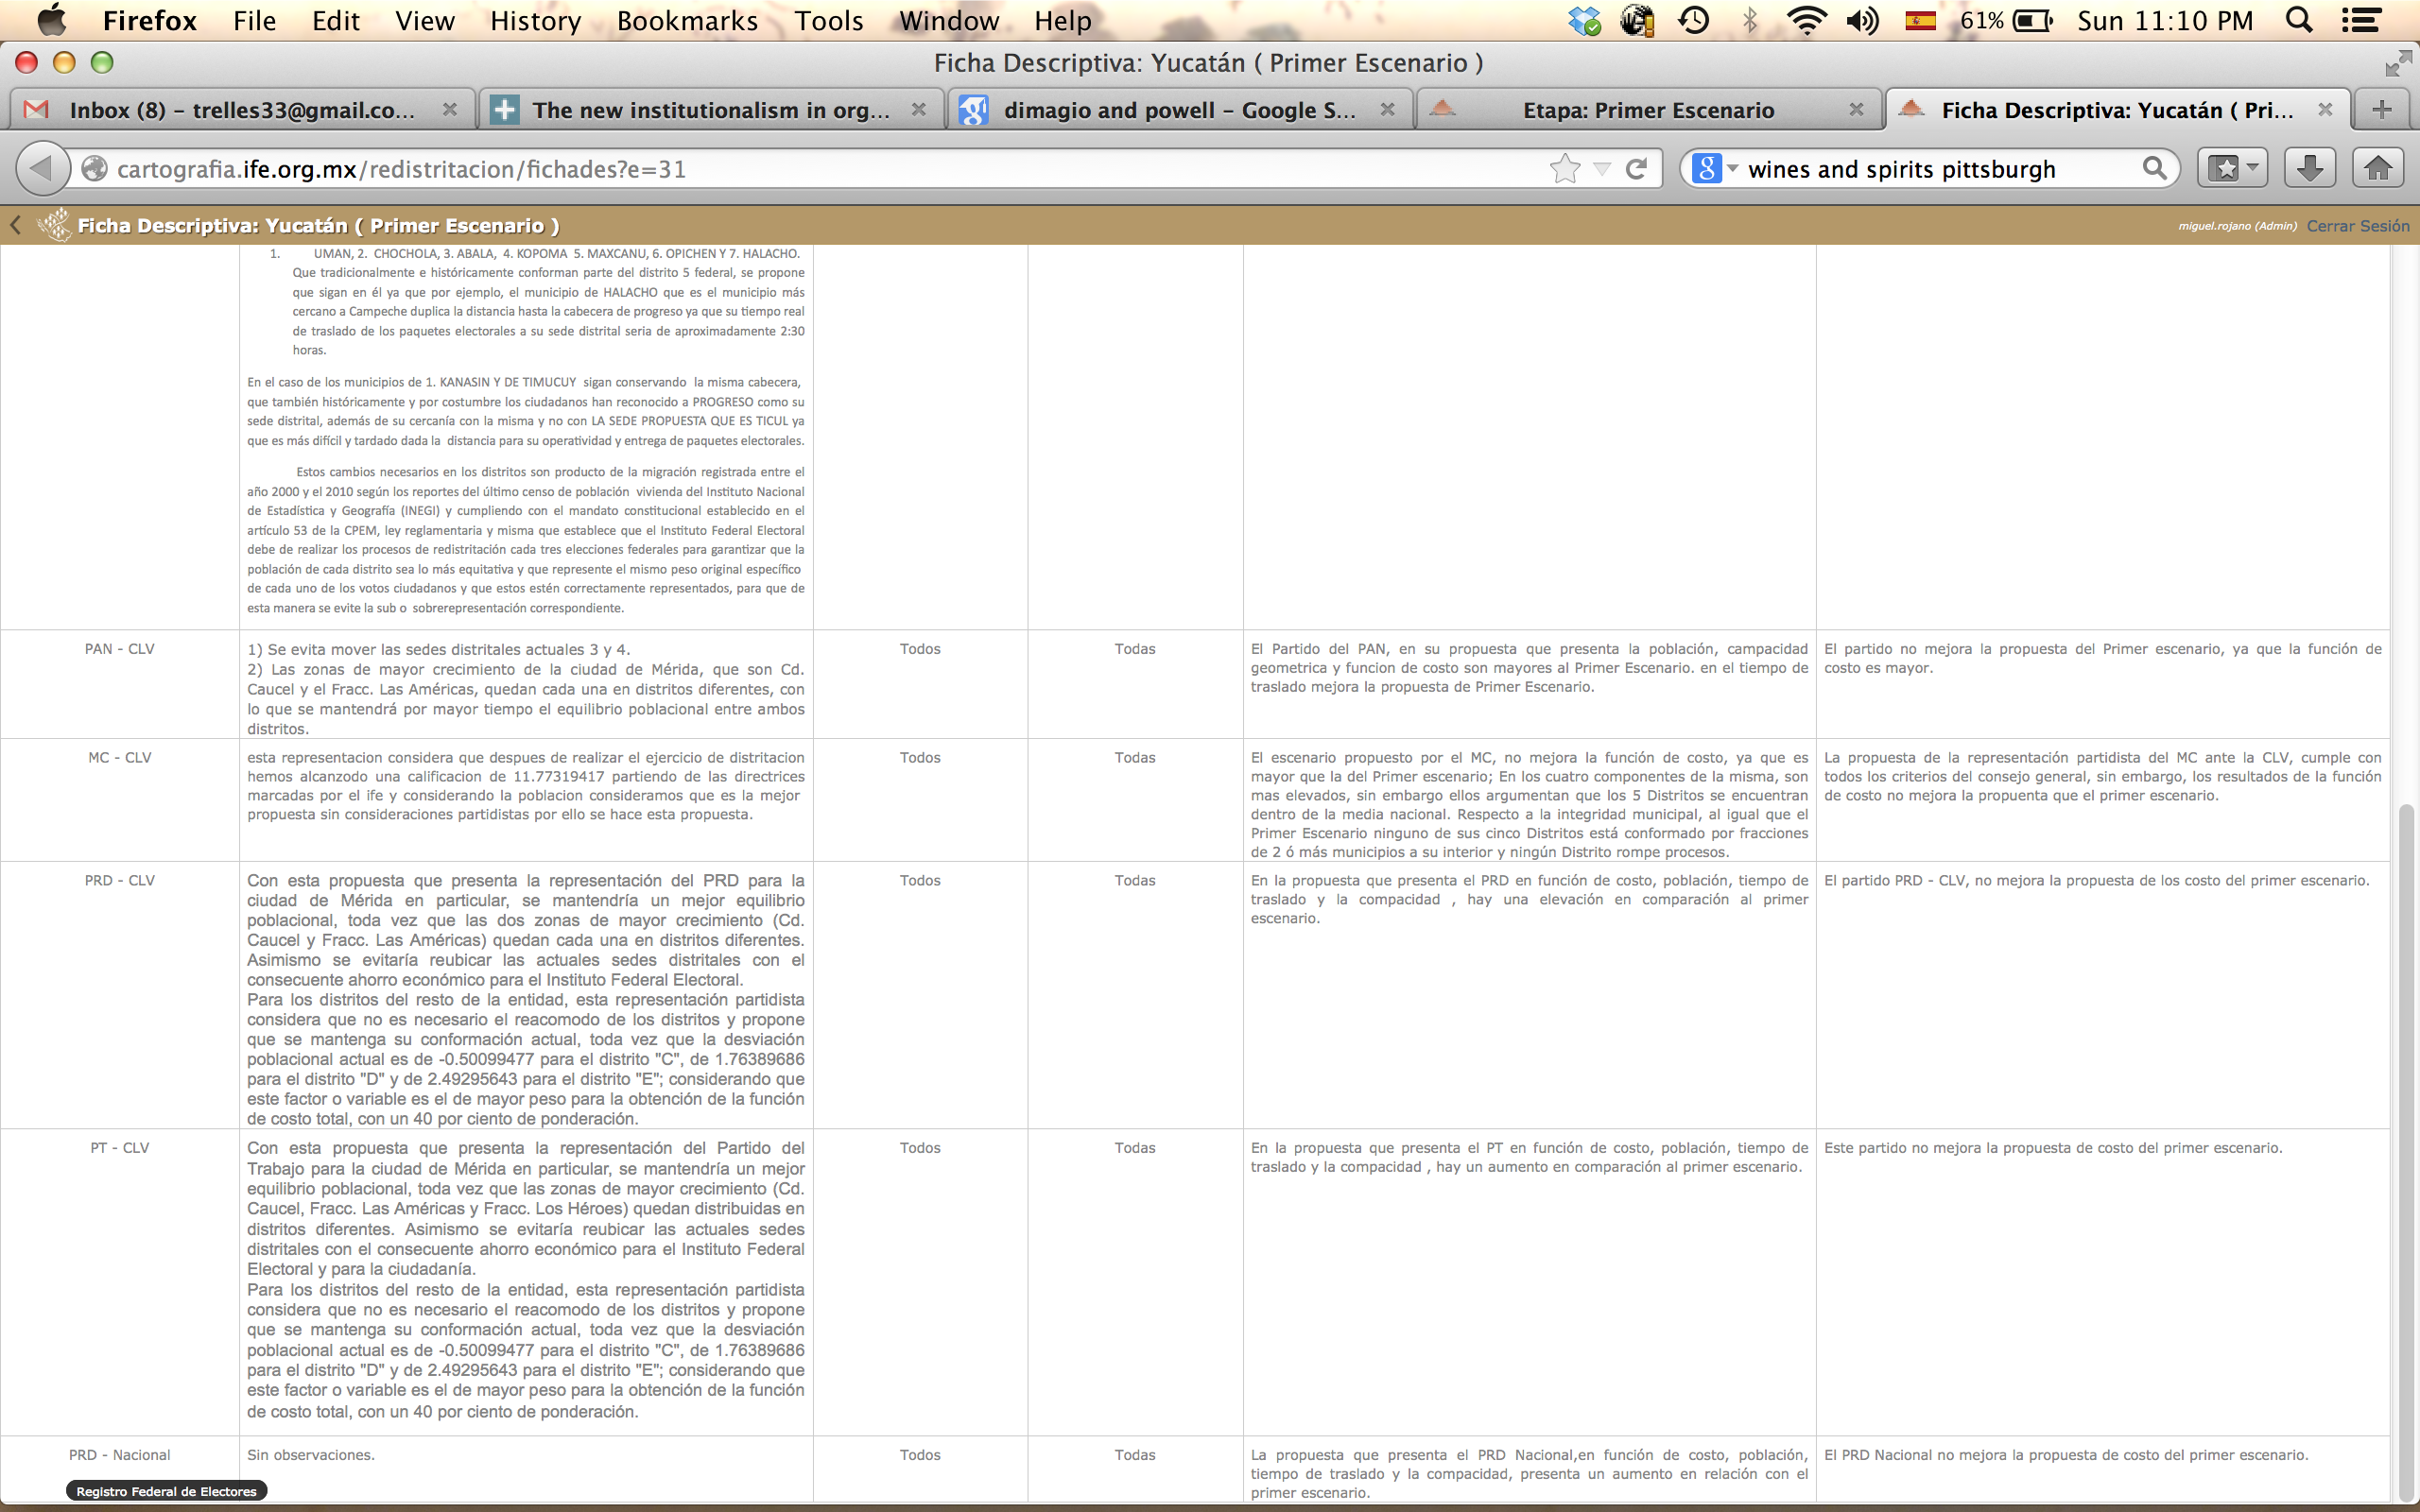 Firefox File Edit View History Bookmarks Tools Window Help 61% Sun 11:10 PM
Ficha Descriptiva: Yucatán ( Primer Escenario )
Inbox (8) – trelles33@gmail.co... The new institutionalism in org... dimagio and powell – Google S... Etapa: Primer Escenario Ficha Descriptiva: Yucatán ( Pri...
cartografia.ife.org.mx/redistritacion/fichades?e=31 wines and spirits pittsburgh
Ficha Descriptiva: Yucatán ( Primer Escenario ) miguel.rojano (Admin) Cerrar Sesión
1. UMAN, 2. CHOCHOLA, 3. ABALA, 4. KOPOMA 5. MAXCANU, 6. OPICHEN Y 7. HALACHO.
Que tradicionalmente e históricamente conforman parte del distrito 5 federal, se propone
que sigan en él ya que por ejemplo, el municipio de HALACHO que es el municipio más
cercano a Campeche duplica la distancia hasta la cabecera de progreso ya que su tiempo real
de traslado de los paquetes electorales a su sede distrital seria de aproximadamente 2:30
horas.
En el caso de los municipios de 1. KANASIN Y DE TIMUCUY sigan conservando la misma cabecera,
que también históricamente y por costumbre los ciudadanos han reconocido a PROGRESO como su
sede distrital, además de su cercanía con la misma y no con LA SEDE PROPUESTA QUE ES TICUL ya
que es más difícil y tardado dada la distancia para su operatividad y entrega de paquetes electorales.
Estos cambios necesarios en los distritos son producto de la migración registrada entre el
año 2000 y el 2010 según los reportes del último censo de población vivienda del Instituto Nacional
de Estadística y Geografía (INEGI) y cumpliendo con el mandato constitucional establecido en el
artículo 53 de la CPEM, ley reglamentaria y misma que establece que el Instituto Federal Electoral
debe de realizar los procesos de redistritación cada tres elecciones federales para garantizar que la
población de cada distrito sea lo más equitativa y que represente el mismo peso original específico
de cada uno de los votos ciudadanos y que estos estén correctamente representados, para que de
esta manera se evite la sub o sobrerepresentación correspondiente.
PAN - CLV
1) Se evita mover las sedes distritales actuales 3 y 4.
2) Las zonas de mayor crecimiento de la ciudad de Mérida, que son Cd.
Caucel y el Fracc. Las Américas, quedan cada una en distritos diferentes, con
lo que se mantendrá por mayor tiempo el equilibrio poblacional entre ambos
distritos.
Todos
Todas
El Partido del PAN, en su propuesta que presenta la población, campacidad
geometrica y funcion de costo son mayores al Primer Escenario. en el tiempo de
traslado mejora la propuesta de Primer Escenario.
El partido no mejora la propuesta del Primer escenario, ya que la función de
costo es mayor.
MC - CLV
esta representacion considera que despues de realizar el ejercicio de distritacion
hemos alcanzodo una calificacion de 11.77319417 partiendo de las directrices
marcadas por el ife y considerando la poblacion consideramos que es la mejor
propuesta sin consideraciones partidistas por ello se hace esta propuesta.
Todos
Todas
El escenario propuesto por el MC, no mejora la función de costo, ya que es
mayor que la del Primer escenario; En los cuatro componentes de la misma, son
mas elevados, sin embargo ellos argumentan que los 5 Distritos se encuentran
dentro de la media nacional. Respecto a la integridad municipal, al igual que el
Primer Escenario ninguno de sus cinco Distritos está conformado por fracciones
de 2 ó más municipios a su interior y ningún Distrito rompe procesos.
La propuesta de la representación partidista del MC ante la CLV, cumple con
todos los criterios del consejo general, sin embargo, los resultados de la función
de costo no mejora la propuenta que el primer escenario.
PRD - CLV
Con esta propuesta que presenta la representación del PRD para la
ciudad de Mérida en particular, se mantendría un mejor equilibrio
poblacional, toda vez que las dos zonas de mayor crecimiento (Cd.
Caucel y Fracc. Las Américas) quedan cada una en distritos diferentes.
Asimismo se evitaría reubicar las actuales sedes distritales con el
consecuente ahorro económico para el Instituto Federal Electoral.
Para los distritos del resto de la entidad, esta representación partidista
considera que no es necesario el reacomodo de los distritos y propone
que se mantenga su conformación actual, toda vez que la desviación
poblacional actual es de -0.50099477 para el distrito "C", de 1.76389686
para el distrito "D" y de 2.49295643 para el distrito "E"; considerando que
este factor o variable es el de mayor peso para la obtención de la función
de costo total, con un 40 por ciento de ponderación.
Todos
Todas
En la propuesta que presenta el PRD en función de costo, población, tiempo de
traslado y la compacidad , hay una elevación en comparación al primer
escenario.
El partido PRD - CLV, no mejora la propuesta de los costo del primer escenario.
PT - CLV
Con esta propuesta que presenta la representación del Partido del
Trabajo para la ciudad de Mérida en particular, se mantendría un mejor
equilibrio poblacional, toda vez que las zonas de mayor crecimiento (Cd.
Caucel, Fracc. Las Américas y Fracc. Los Héroes) quedan distribuidas en
distritos diferentes. Asimismo se evitaría reubicar las actuales sedes
distritales con el consecuente ahorro económico para el Instituto Federal
Electoral y para la ciudadanía.
Para los distritos del resto de la entidad, esta representación partidista
considera que no es necesario el reacomodo de los distritos y propone
que se mantenga su conformación actual, toda vez que la desviación
poblacional actual es de -0.50099477 para el distrito "C", de 1.76389686
para el distrito "D" y de 2.49295643 para el distrito "E"; considerando que
este factor o variable es el de mayor peso para la obtención de la función
de costo total, con un 40 por ciento de ponderación.
Todos
Todas
En la propuesta que presenta el PT en función de costo, población, tiempo de
traslado y la compacidad , hay un aumento en comparación al primer escenario.
Este partido no mejora la propuesta de costo del primer escenario.
PRD - Nacional
Sin observaciones.
Todos
Todas
La propuesta que presenta el PRD Nacional,en función de costo, población,
tiempo de traslado y la compacidad, presenta un aumento en relación con el
primer escenario.
El PRD Nacional no mejora la propuesta de costo del primer escenario.
Registro Federal de Electores